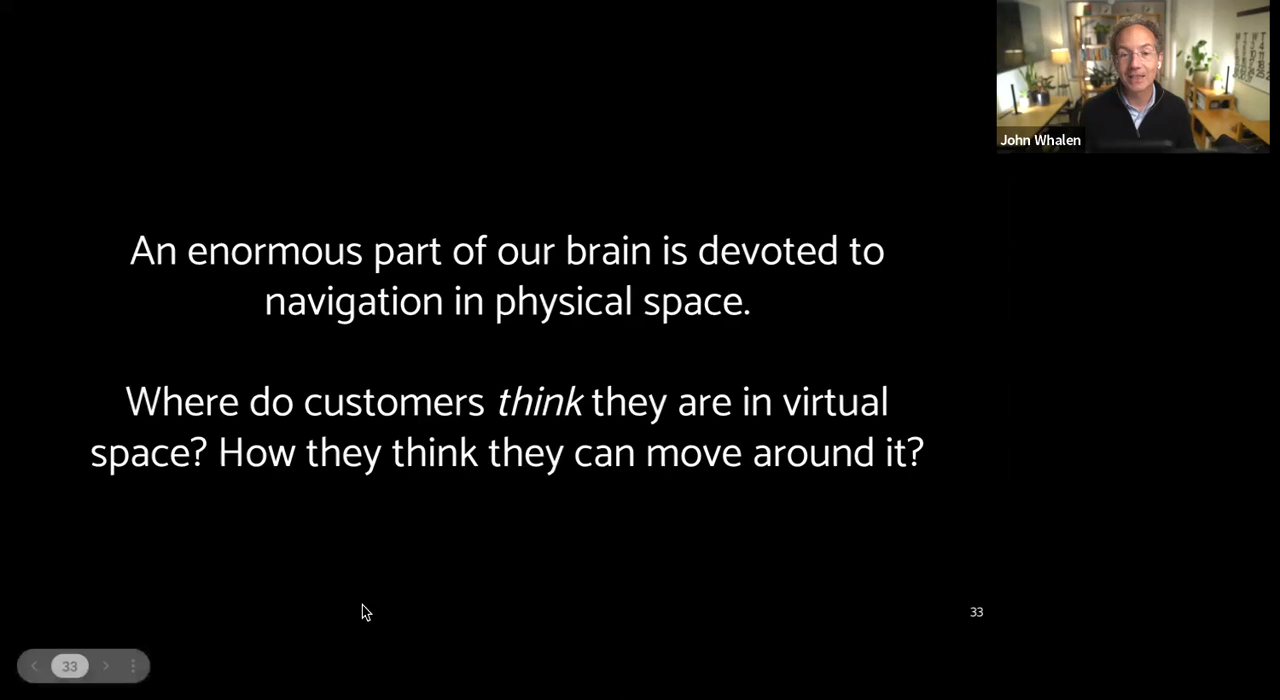 John Whalen
An enormous part of our brain is devoted to
navigation in physical space.
Where do customers think they are in virtual
space? How they think they can move around it?
33
33